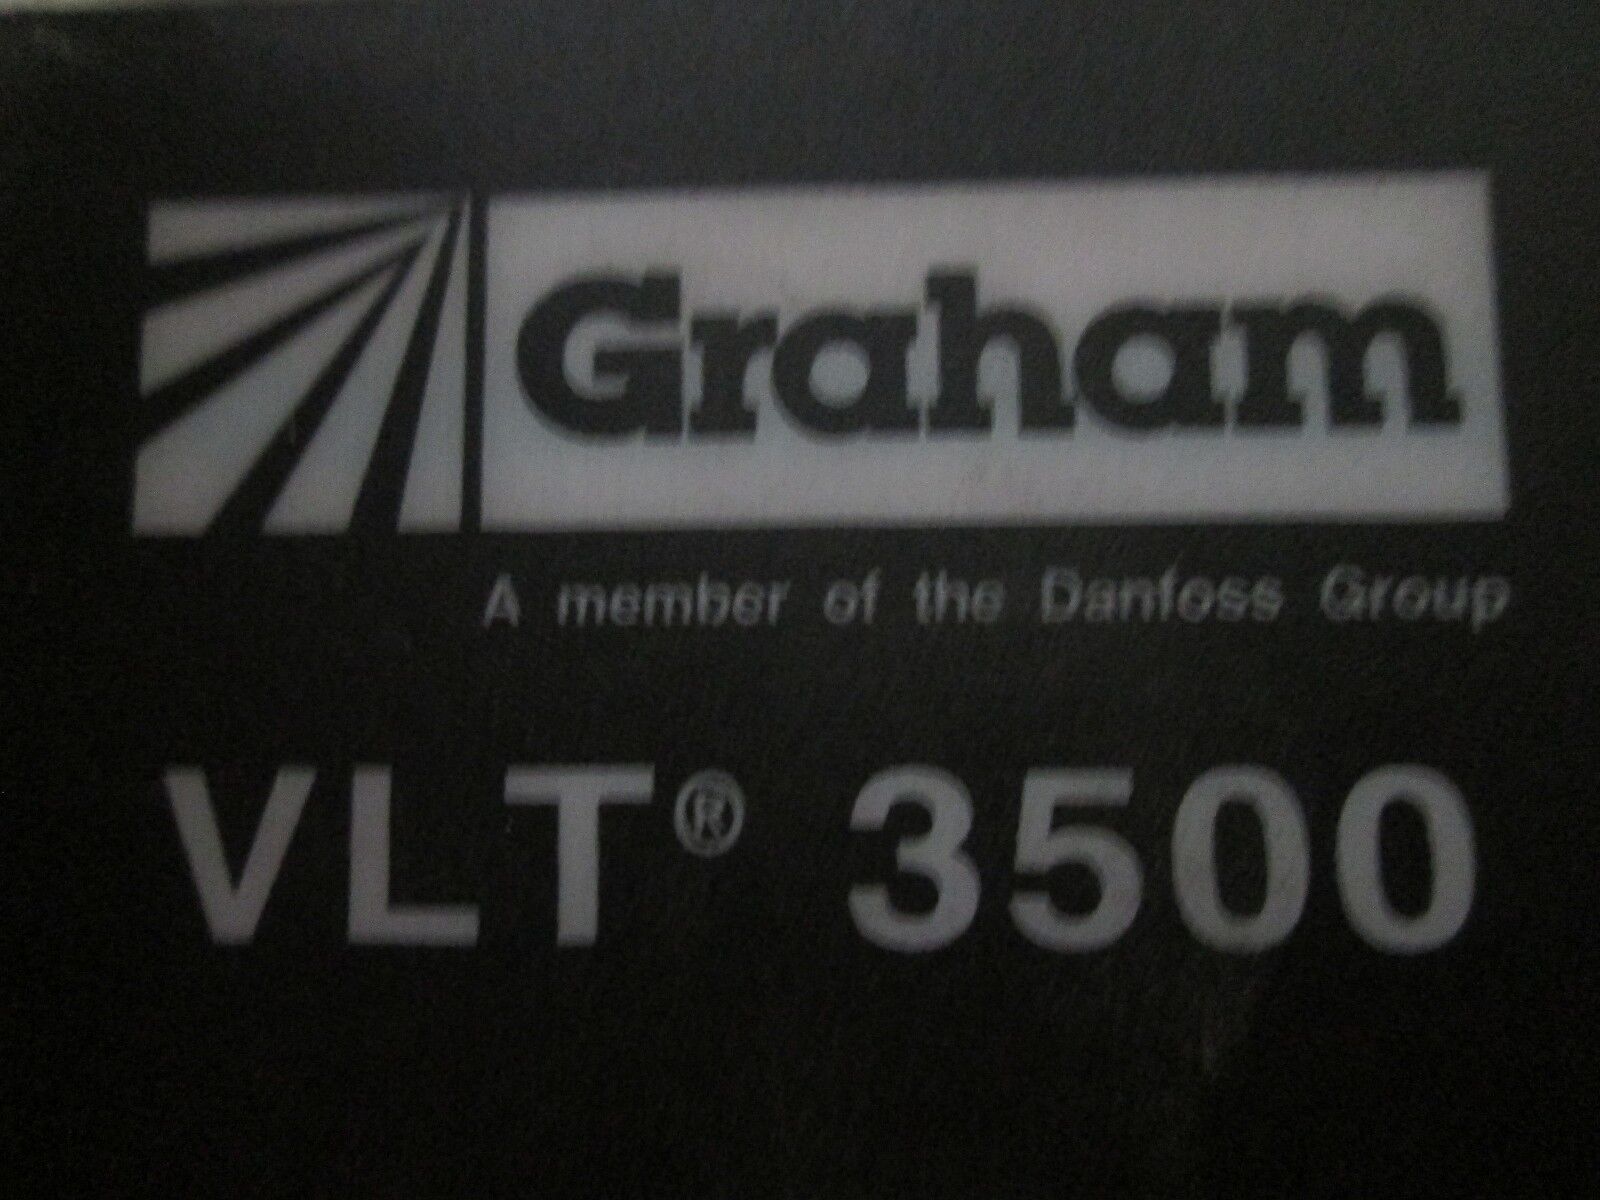 Graham
A member of the Danfoss Group
VLT® 3500